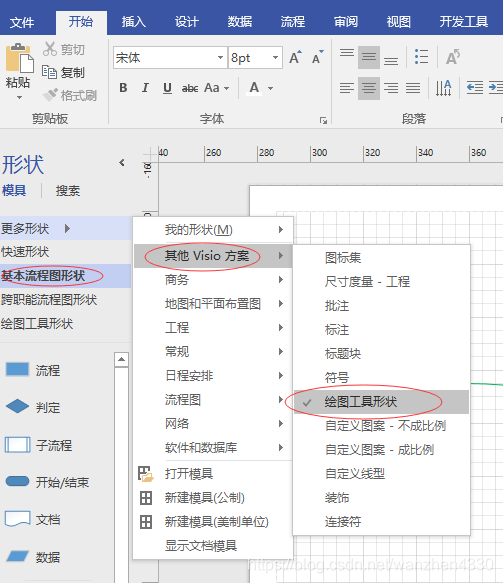 文件 开始 插入 设计 数据 流程 审阅 视图 开发工具
剪切
复制
格式刷
粘贴
宋体 8pt A A
B I U abc Aa A
剪贴板 字体 段落
形状
模具 搜索
40 260 280 300 320 340 360
-160
更多形状
快速形状
基本流程图形状
跨职能流程图形状
绘图工具形状
流程
判定
子流程
开始/结束
文档
数据
我的形状(M)
其他 Visio 方案
商务
地图和平面布置图
工程
常规
日程安排
流程图
网络
软件和数据库
打开模具
新建模具(公制)
新建模具(美制单位)
显示文档模具
图标集
尺寸度量 - 工程
批注
标注
标题块
符号
绘图工具形状
自定义图案 - 不成比例
自定义图案 - 成比例
自定义线型
装饰
连接符
https://blog.csdn.net/wanzhen4330